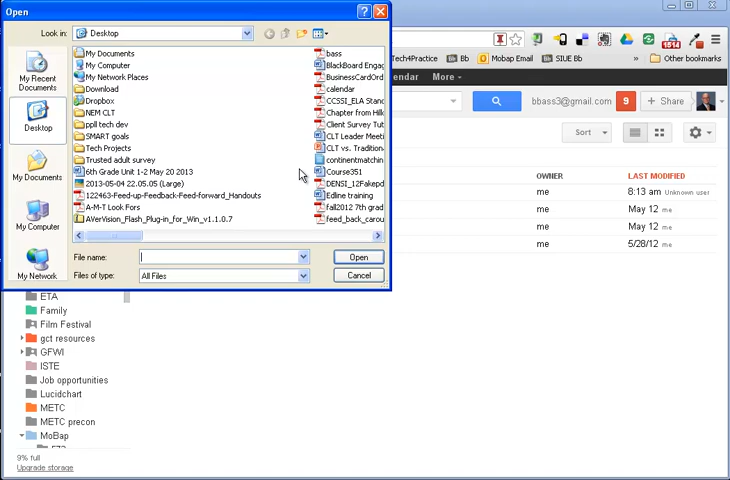 Open
Look in:
Desktop
My Recent
Documents
Desktop
My Documents
My Computer
My Network
My Documents
My Computer
My Network Places
Download
Dropbox
NEM CLT
ppll tech dev
SMART goals
Tech Projects
Trusted adult survey
6th Grade Unit 1-2 May 20 2013
2013-05-04 22.05.05 (Large)
122463-Feed-up-Feedback-Feed-forward_Handouts
A-M-T Look Fors
AVerVision_Flash_Plug-in_for_Win_v1.1.0.7
bass
BlackBoard Engag
BusinessCardOrd
calendar
CCSSI_ELA Stand
Chapter from Hill
Client Survey Tut
CLT Leader Meeti
CLT vs. Tradition
continentmatchin
Course351
DENSI_12Fakepd
Edline training
fall2012 7th grad
feed_back_carou
File name:
Open
Files of type:
All Files
Cancel
1514
Tech4Practice
Bb
Mobap Email
SIUE Bb
»
Other bookmarks
endar
More
bbass3@gmail.com
9
+ Share
Sort
OWNER
LAST MODIFIED
me
8:13 am Unknown user
me
May 12 me
me
May 12 me
me
5/28/12 me
ETA
Family
Film Festival
gct resources
GFWI
ISTE
Job opportunities
Lucidchart
METC
METC precon
MoBap
9% full
Upgrade storage